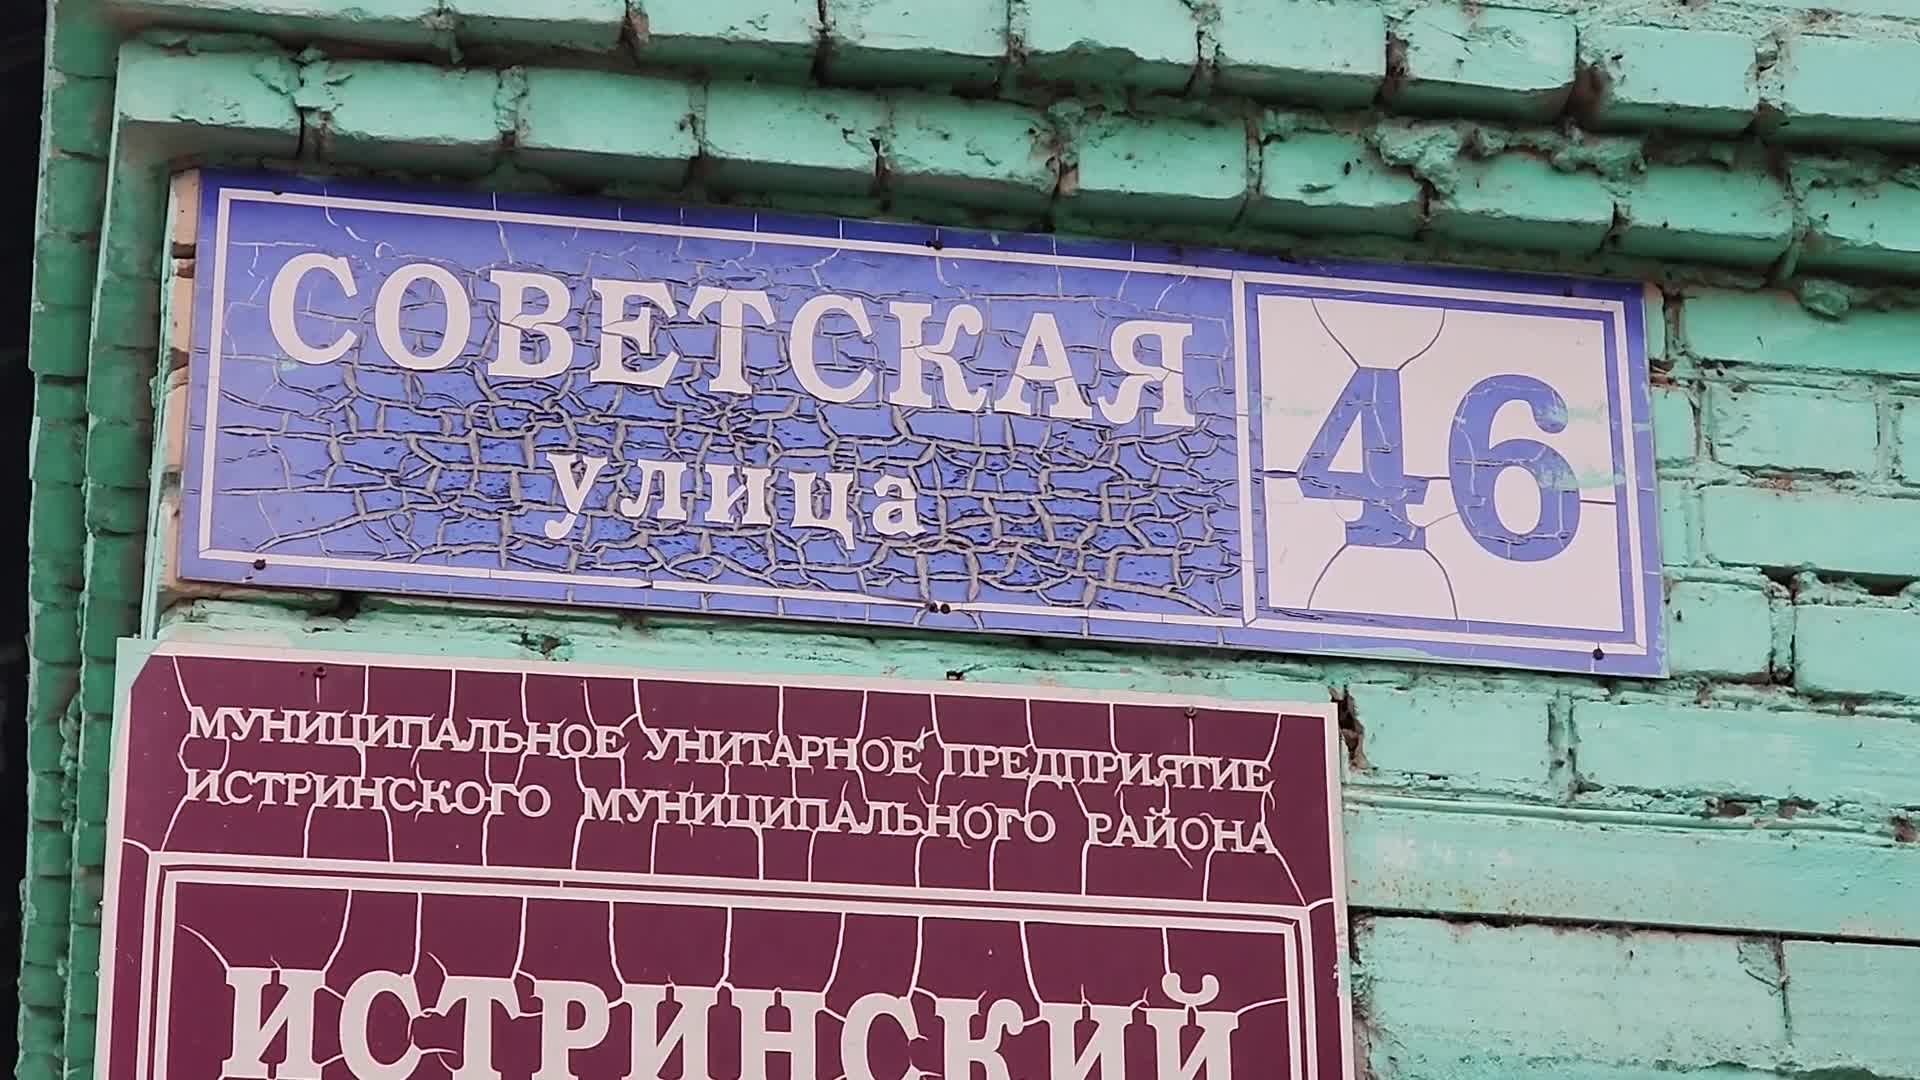 СОВЕТСКАЯ
улица
46
МУНИЦИПАЛЬНОЕ УНИТАРНОЕ ПРЕДПРИЯТИЕ
ИСТРИНСКОГО МУНИЦИПАЛЬНОГО РАЙОНА
ИСТРИНСКИЙ